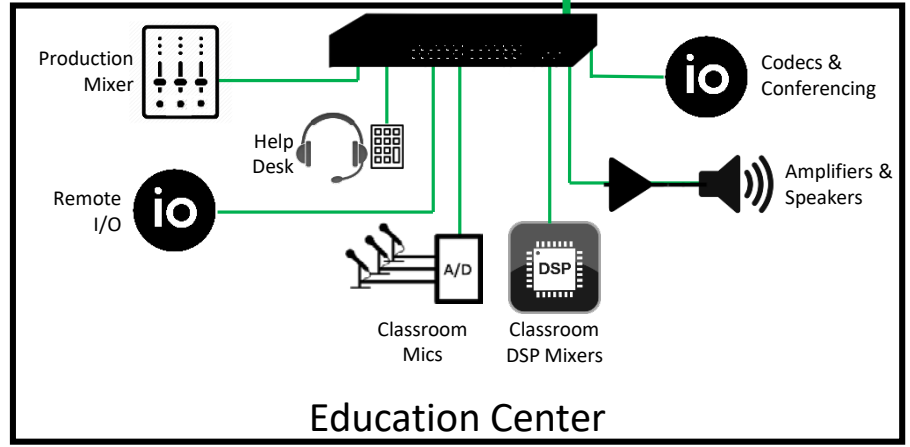 Production
Mixer
io
Codecs &
Conferencing
Help
Desk
Amplifiers &
Speakers
Remote
I/O
io
A/D
DSP
Classroom
Mics
Classroom
DSP Mixers
Education Center